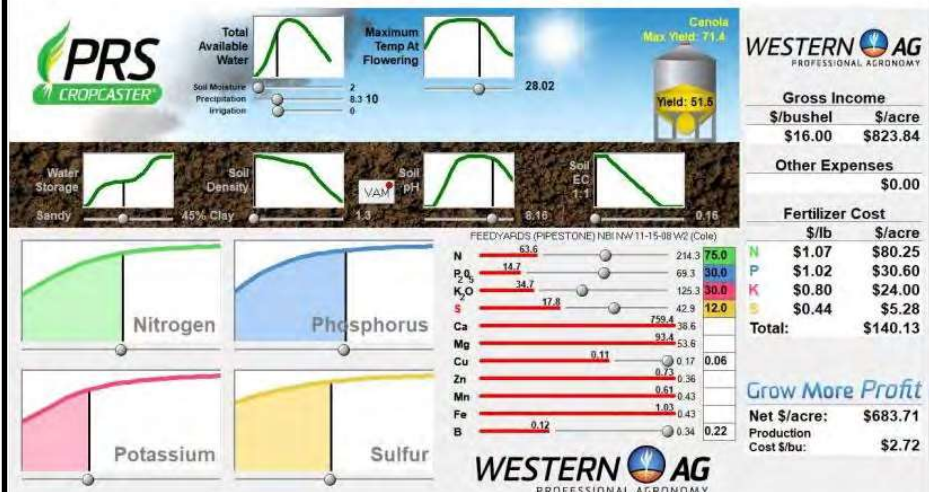 PRS
CROPCASTER®
Total
Available
Water
Soil Moisture 2
Precipitation 8.3 10
Irrigation 0
Maximum
Temp At
Flowering
28.02
Canola
Max Yield: 71.4
Yield: 51.5
Water
Storage
Sandy 45% Clay
Soil
Density
1.3
VAM
Soil
pH
8.16
Soil
EC
1:1
0.16
Nitrogen
Phosphorus
Potassium
Sulfur
FEEDYARDS (PIPESTONE) NBI NW 11-15-08 W2 (Cole)
N 63.6 214.3 75.0
P2O5 14.7 69.3 30.0
K2O 34.7 125.3 30.0
S 17.8 42.9 12.0
Ca 759.4 38.6
Mg 93.4 53.6
Cu 0.11 0.17 0.06
Zn 0.73 0.36
Mn 0.61 0.43
Fe 1.03 0.43
B 0.12 0.34 0.22
WESTERN AG
PROFESSIONAL AGRONOMY
WESTERN AG
PROFESSIONAL AGRONOMY
Gross Income
$/bushel $/acre
$16.00 $823.84
Other Expenses
$0.00
Fertilizer Cost
$/lb $/acre
N $1.07 $80.25
P $1.02 $30.60
K $0.80 $24.00
S $0.44 $5.28
Total: $140.13
Grow More Profit
Net $/acre: $683.71
Production
Cost $/bu: $2.72